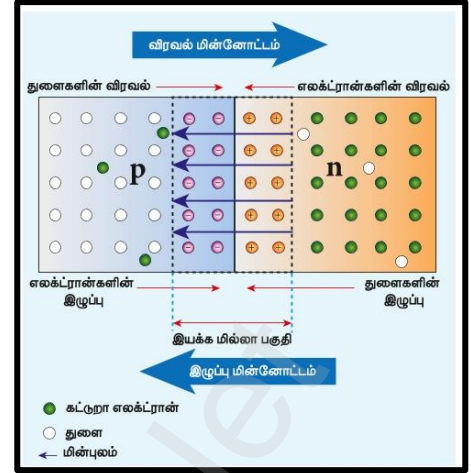 விரவல் மின்னோட்டம்
துளைகளின் விரவல்
எலக்ட்ரான்களின் விரவல்
p
n
எலக்ட்ரான்களின்
இழுப்பு
துளைகளின்
இழுப்பு
இயக்க மில்லா பகுதி
இழுப்பு மின்னோட்டம்
கட்டுறா எலக்ட்ரான்
துளை
மின்புலம்